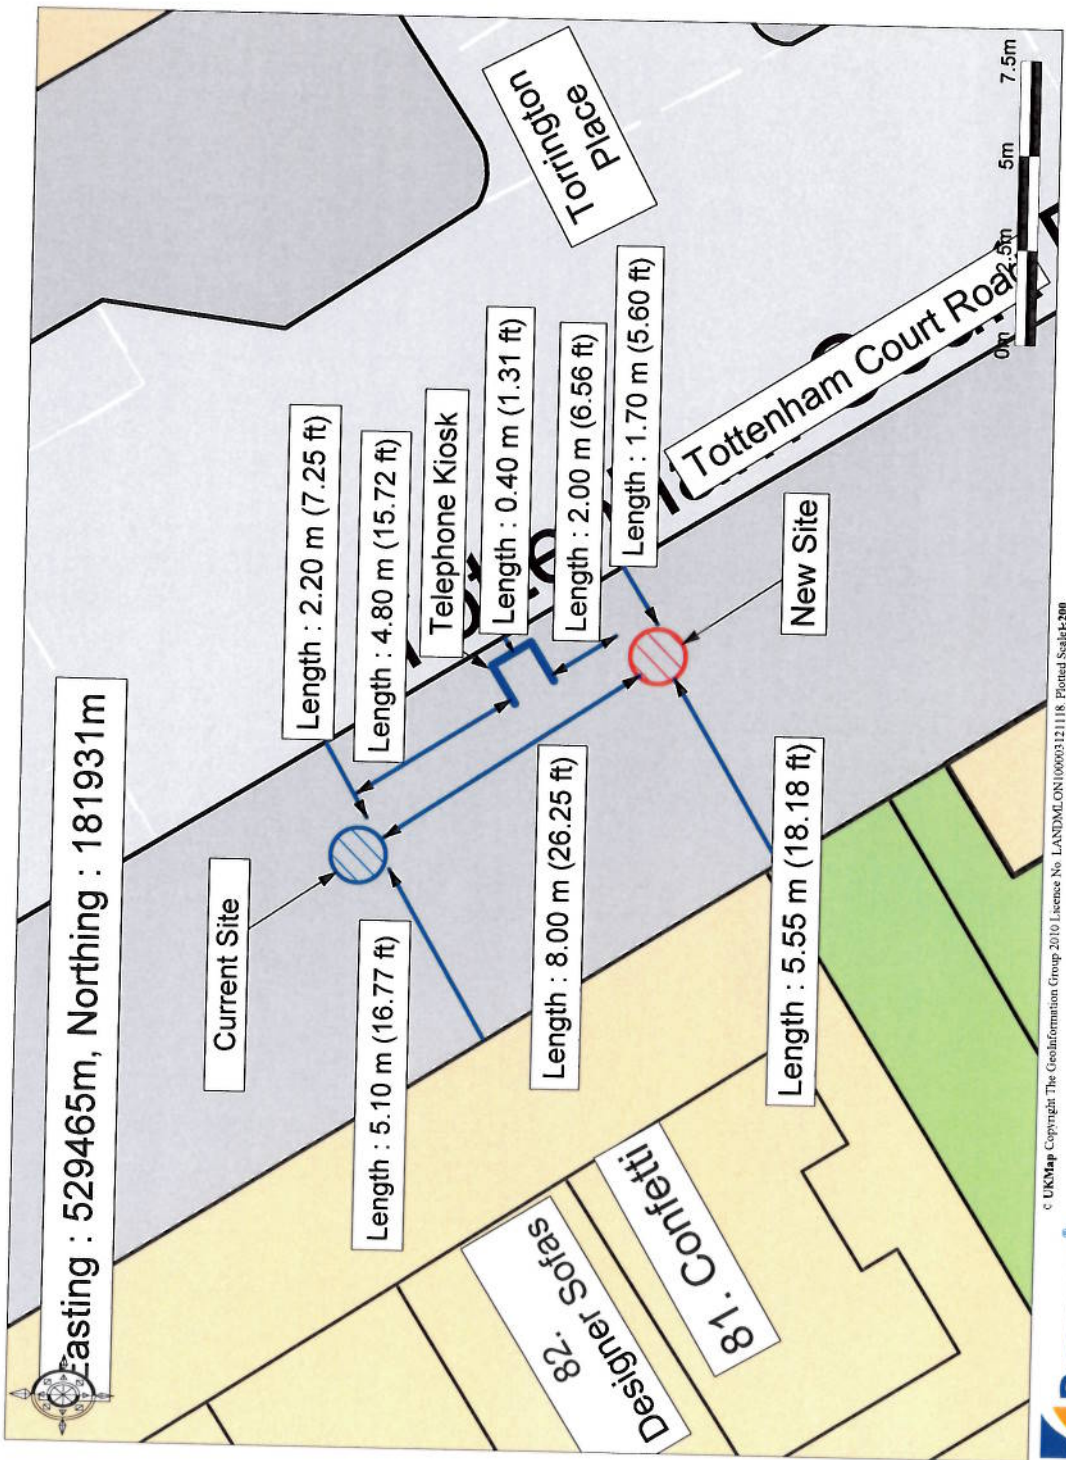 Easting : 529465m, Northing : 181931m
Current Site
Length : 2.20 m (7.25 ft)
Length : 5.10 m (16.77 ft)
Length : 4.80 m (15.72 ft)
Telephone Kiosk
Length : 0.40 m (1.31 ft)
Length : 2.00 m (6.56 ft)
Length : 1.70 m (5.60 ft)
Torrington
Place
Length : 8.00 m (26.25 ft)
Tottenham Court Road
New Site
Length : 5.55 m (18.18 ft)
82.
Designer Sofas
81. Confetti
0m
2.5m
5m
7.5m
© UKMap Copyright The GeoInformation Group 2010 Licence No. LANDMLON100003121118. Plotted Scale1:200